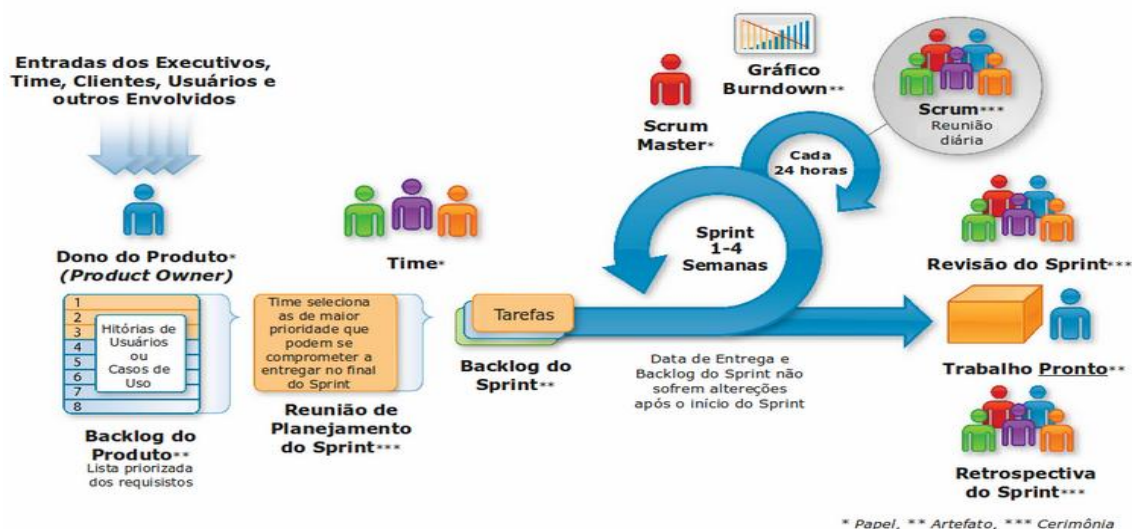 Entradas dos Executivos,
Time, Clientes, Usuários e
outros Envolvidos
Dono do Produto*
(Product Owner)
1
2
3
4
5
6
7
8
Hitórias de
Usuários
ou
Casos de
Uso
Backlog do
Produto**
Lista priorizada
dos requisistos
Time*
Time seleciona
as de maior
prioridade que
podem se
comprometer a
entregar no final
do Sprint
Reunião de
Planejamento
do Sprint***
Tarefas
Backlog do
Sprint**
Scrum
Master*
Gráfico
Burndown**
Cada
24 horas
Scrum***
Reunião
diária
Sprint
1-4
Semanas
Data de Entrega e
Backlog do Sprint não
sofrem altereções
após o início do Sprint
Revisão do Sprint***
Trabalho Pronto**
Retrospectiva
do Sprint***
* Papel, ** Artefato, *** Cerimônia